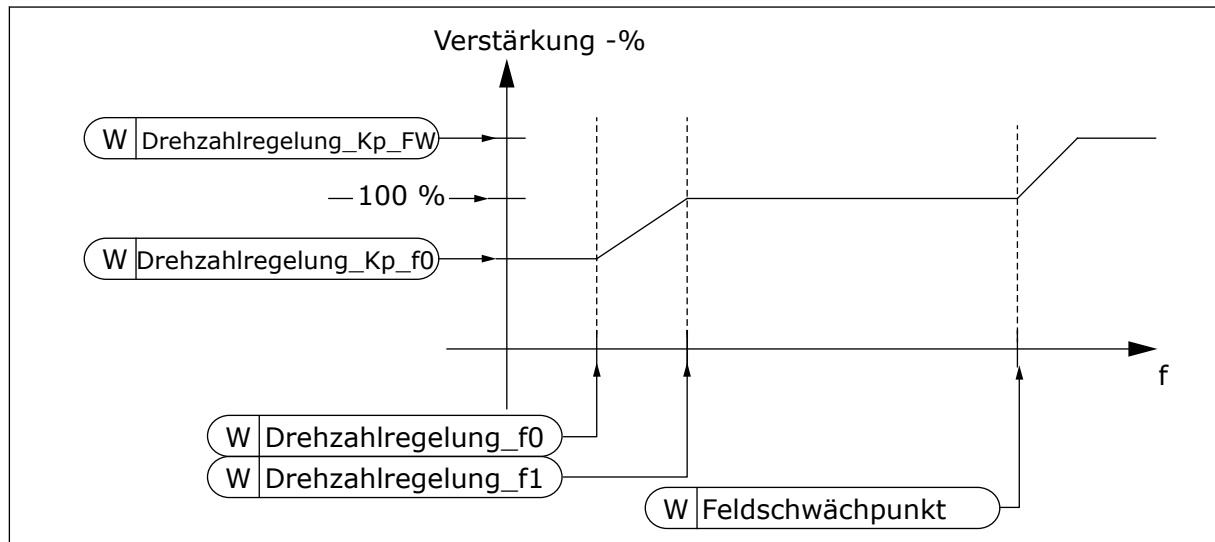 Verstärkung -%
W Drehzahlregelung_Kp_FW
100 %
W Drehzahlregelung_Kp_f0
f
W Drehzahlregelung_f0
W Drehzahlregelung_f1
W Feldschwächpunkt